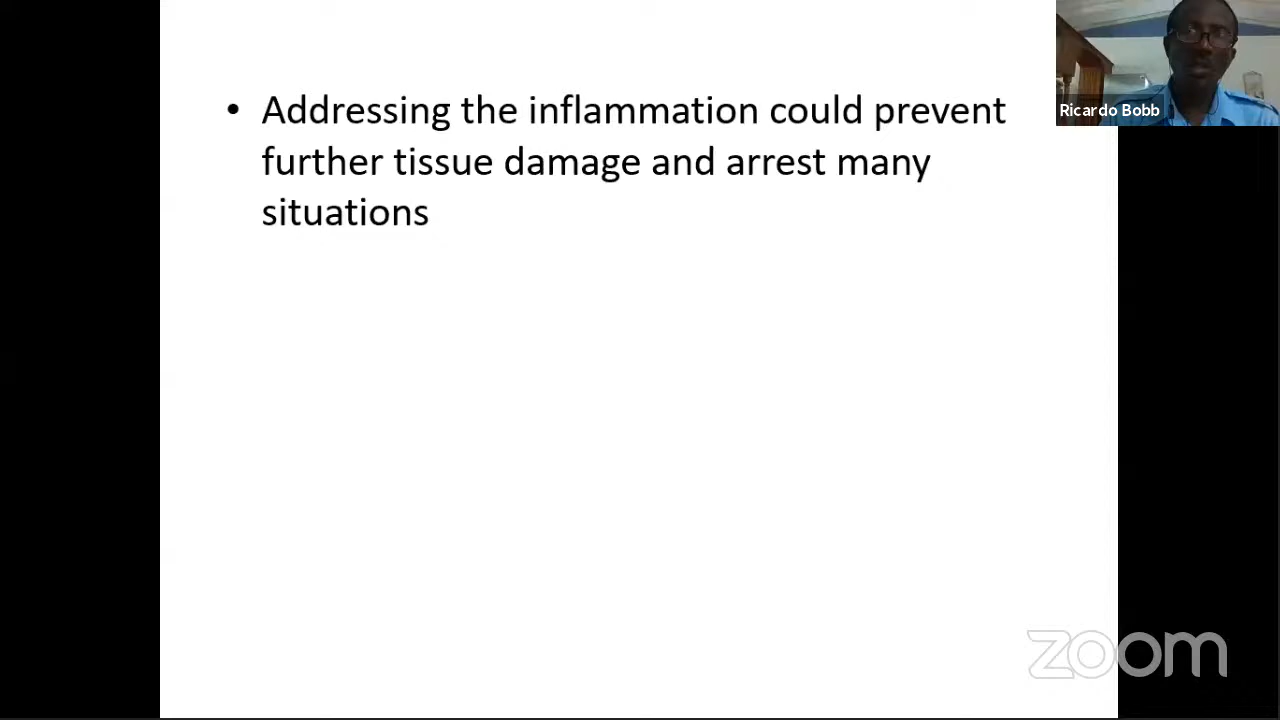 • Addressing the inflammation could prevent
further tissue damage and arrest many
situations
Ricardo Bobb
zoom